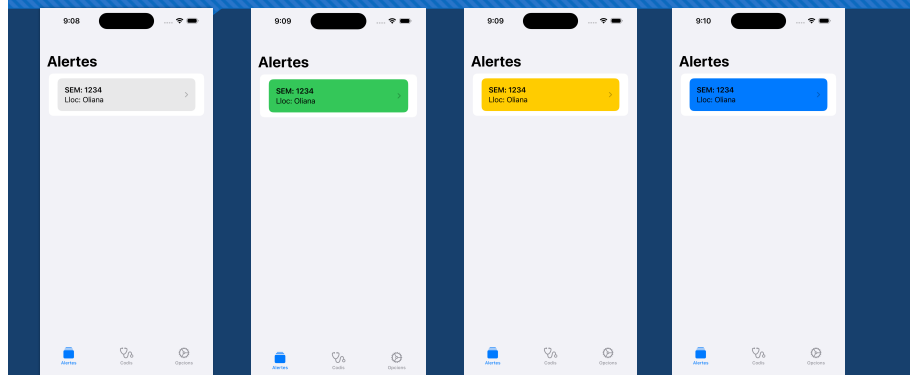 9:08
Alertes
SEM: 1234
Lloc: Oliana
Alertes Codis Opcions
9:09
Alertes
SEM: 1234
Lloc: Oliana
Alertes Codis Opcions
9:09
Alertes
SEM: 1234
Lloc: Oliana
Alertes Codis Opcions
9:10
Alertes
SEM: 1234
Lloc: Oliana
Alertes Codis Opcions